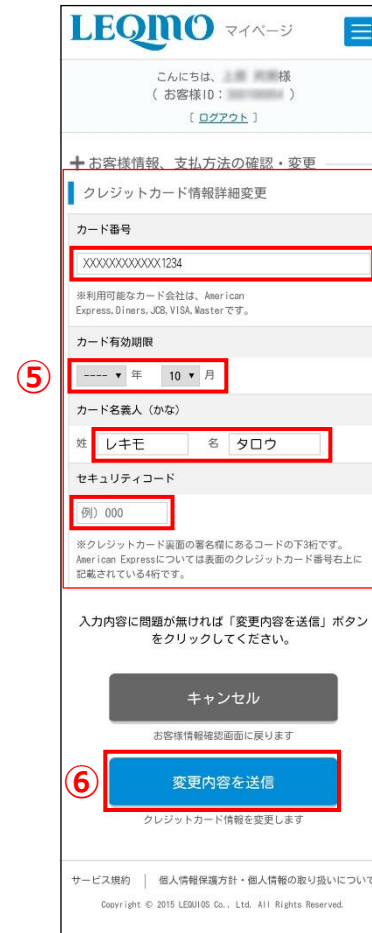 LEQMO マイページ
こんにちは、 様
( お客様ID: )
[ ログアウト ]
お客様情報、支払方法の確認・変更
クレジットカード情報詳細変更
カード番号
XXXXXXXXXXXX1234
※利用可能なカード会社は、American
Express,Diners,JCB,VISA,Masterです。
カード有効期限
⑤
---- ▼ 年 10 ▼ 月
カード名義人（かな）
姓 レキモ 名 タロウ
セキュリティコード
例）000
※クレジットカード裏面の署名欄にあるコードの下3桁です。
American Expressについては表面のクレジットカード番号右上に
記載されている4桁です。
入力内容に問題が無ければ「変更内容を送信」ボタン
をクリックしてください。
キャンセル
お客様情報確認画面に戻ります
⑥
変更内容を送信
クレジットカード情報を変更します
サービス規約 | 個人情報保護方針・個人情報の取り扱いについて
Copyright © 2015 LEQUIOS Co., Ltd. All Rights Reserved.